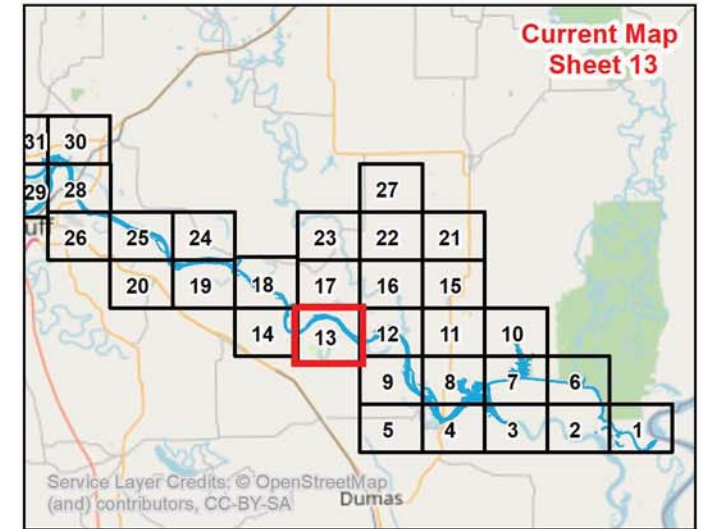 Current Map
Sheet 13
31 30
27
29 28
uff
26 25 24 23 22 21
20 19 18 17 16 15
14 13 12 11 10
9 8 7 6
5 4 3 2 1
Service Layer Credits: © OpenStreetMap
(and) contributors, CC-BY-SA
Dumas